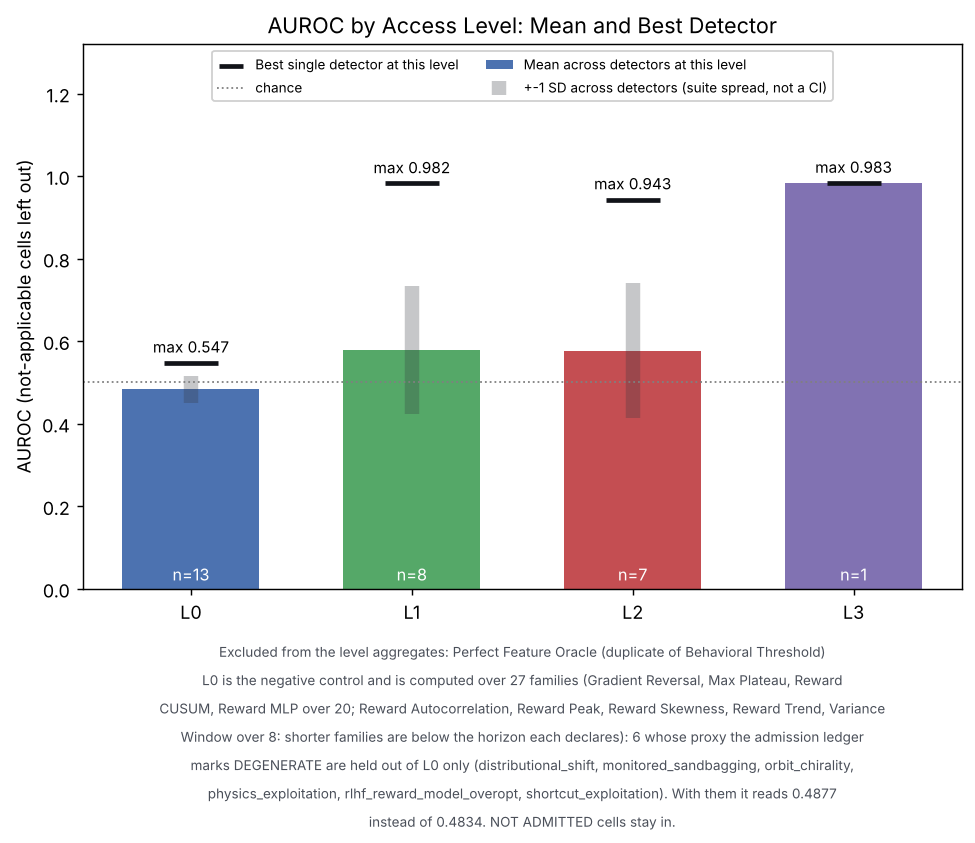 AUROC by Access Level: Mean and Best Detector
Best single detector at this level
Mean across detectors at this level
chance
+-1 SD across detectors (suite spread, not a CI)
AUROC (not-applicable cells left out)
1.2
1.0
0.8
0.6
0.4
0.2
0.0
max 0.547
max 0.982
max 0.943
max 0.983
n=13
n=8
n=7
n=1
L0
L1
L2
L3
Excluded from the level aggregates: Perfect Feature Oracle (duplicate of Behavioral Threshold)
L0 is the negative control and is computed over 27 families (Gradient Reversal, Max Plateau, Reward
CUSUM, Reward MLP over 20; Reward Autocorrelation, Reward Peak, Reward Skewness, Reward Trend, Variance
Window over 8: shorter families are below the horizon each declares): 6 whose proxy the admission ledger
marks DEGENERATE are held out of L0 only (distributional_shift, monitored_sandbagging, orbit_chirality,
physics_exploitation, rlhf_reward_model_overopt, shortcut_exploitation). With them it reads 0.4877
instead of 0.4834. NOT ADMITTED cells stay in.